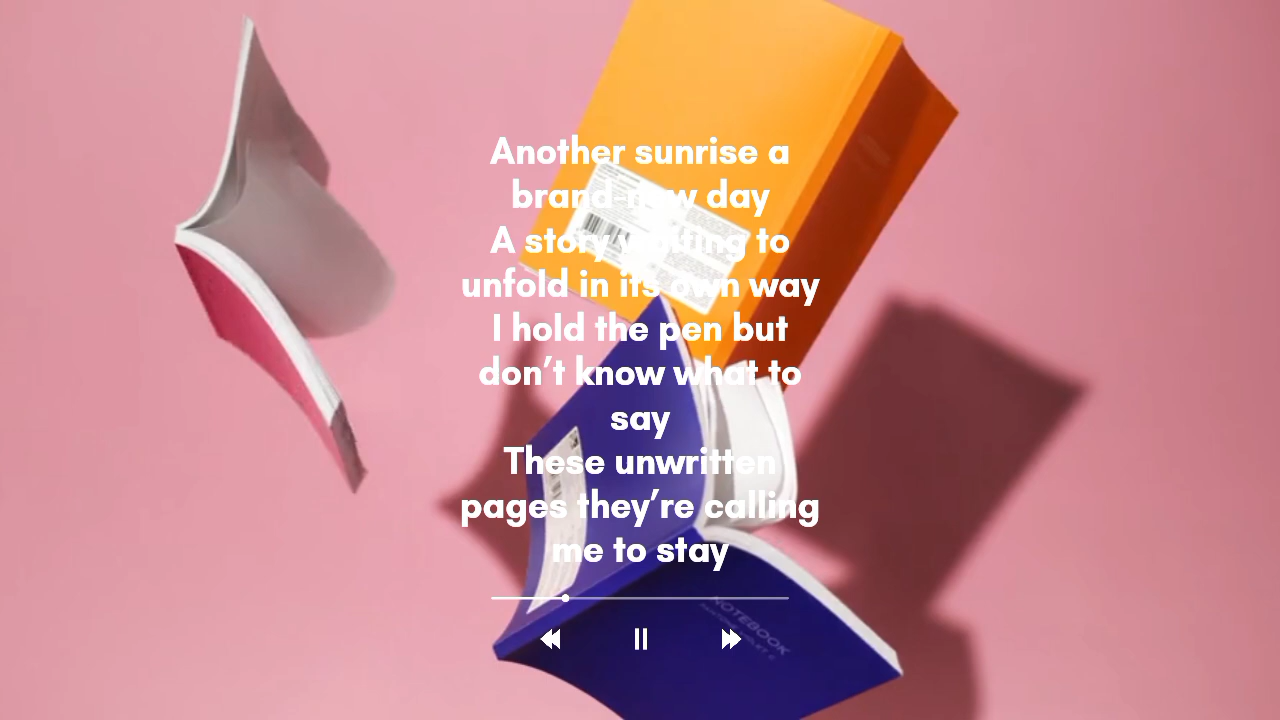 Another sunrise a
brand-new day
A story waiting to
unfold in its own way
I hold the pen but
don’t know what to
say
These unwritten
pages they’re calling
me to stay
NOTEBOOK